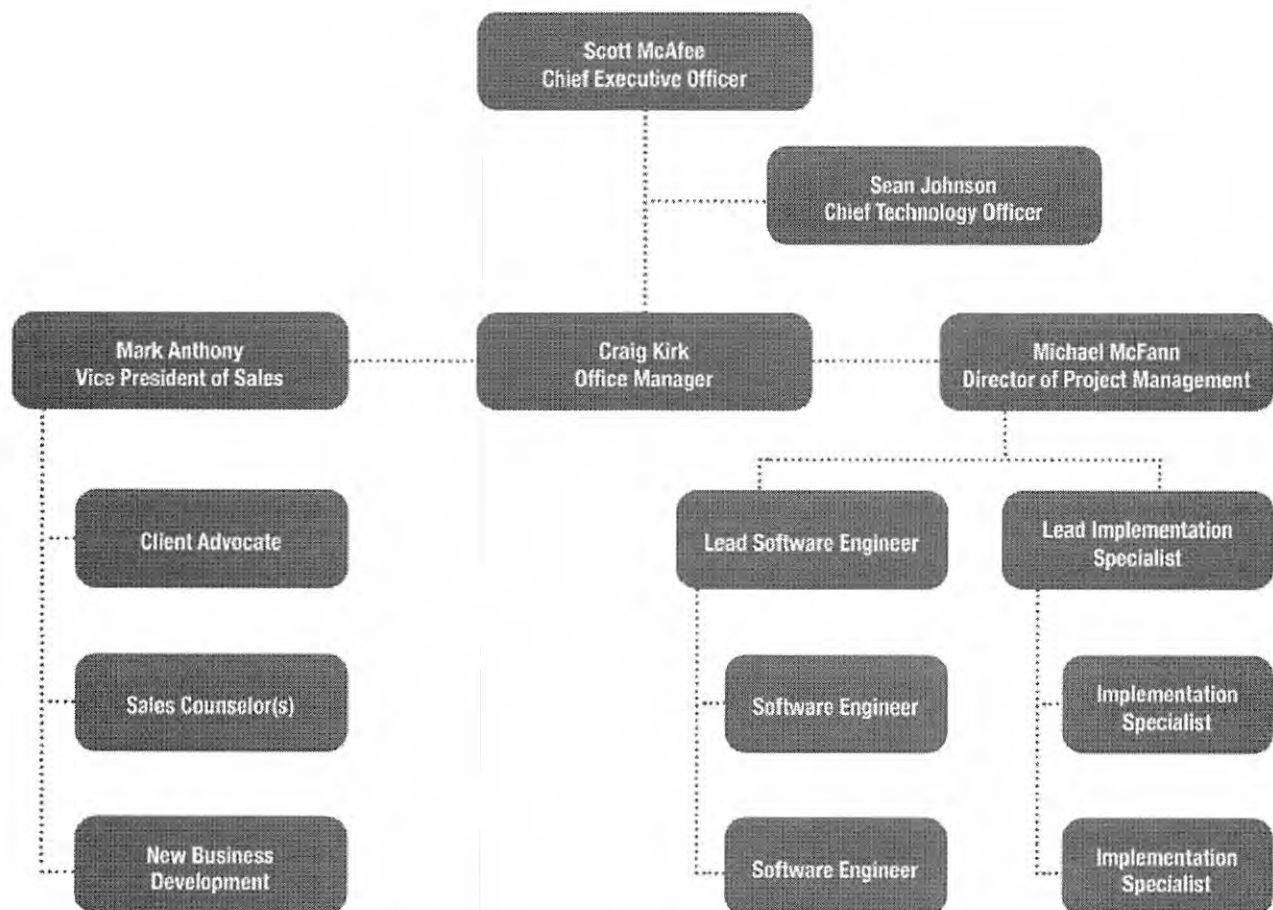 Scott McAfee
Chief Executive Officer
Sean Johnson
Chief Technology Officer
Mark Anthony
Vice President of Sales
Craig Kirk
Office Manager
Michael McFann
Director of Project Management
Client Advocate
Lead Software Engineer
Lead Implementation
Specialist
Sales Counselor(s)
Software Engineer
Implementation
Specialist
New Business
Development
Software Engineer
Implementation
Specialist